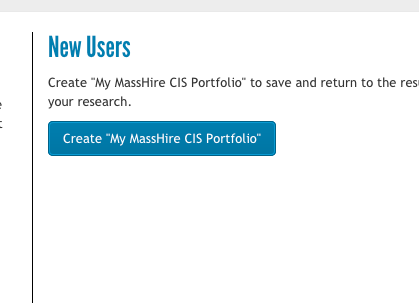 New Users
Create "My MassHire CIS Portfolio" to save and return to the
your research.
Create "My MassHire CIS Portfolio"